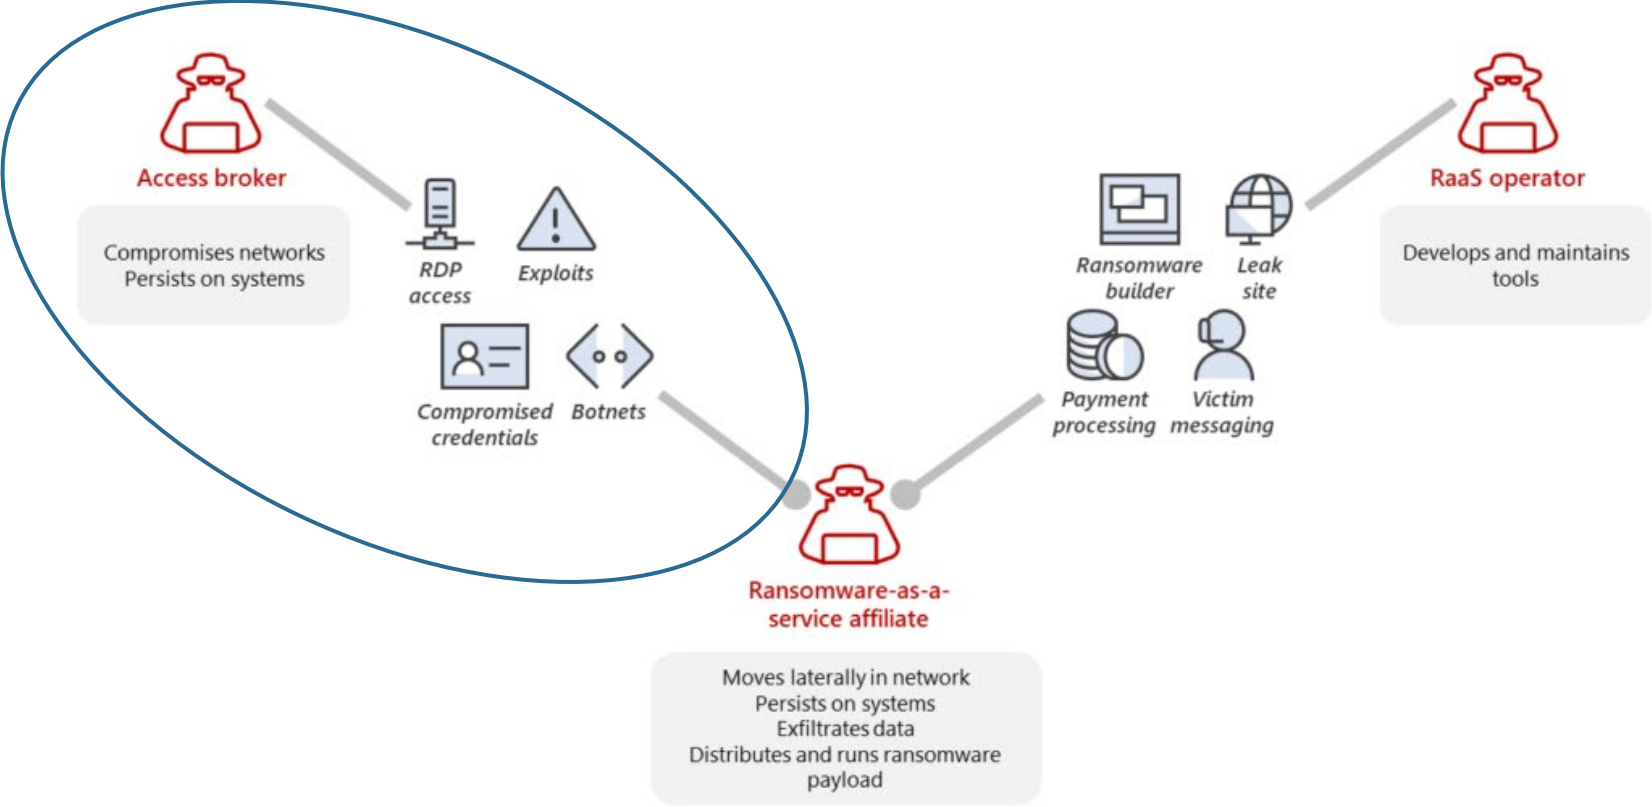 Access broker
Compromises networks
Persists on systems
RDP
access
Exploits
Compromised
credentials
Botnets
RaaS operator
Develops and maintains
tools
Ransomware
builder
Leak
site
Payment
processing
Victim
messaging
Ransomware-as-a-
service affiliate
Moves laterally in network
Persists on systems
Exfiltrates data
Distributes and runs ransomware
payload